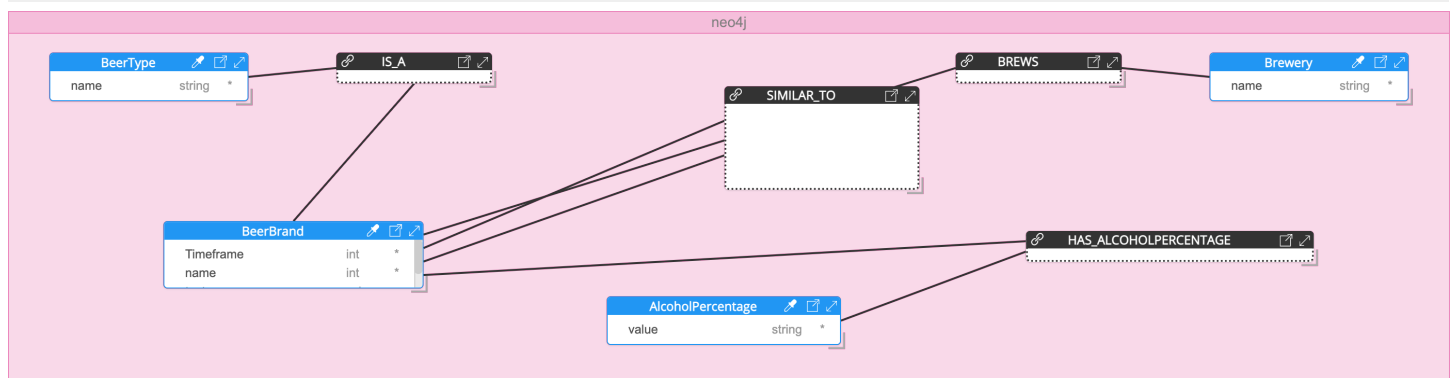 neo4j
BeerType
name string *
IS_A
SIMILAR_TO
BREWS
Brewery
name string *
BeerBrand
Timeframe int *
name int *
HAS_ALCOHOLPERCENTAGE
AlcoholPercentage
value string *